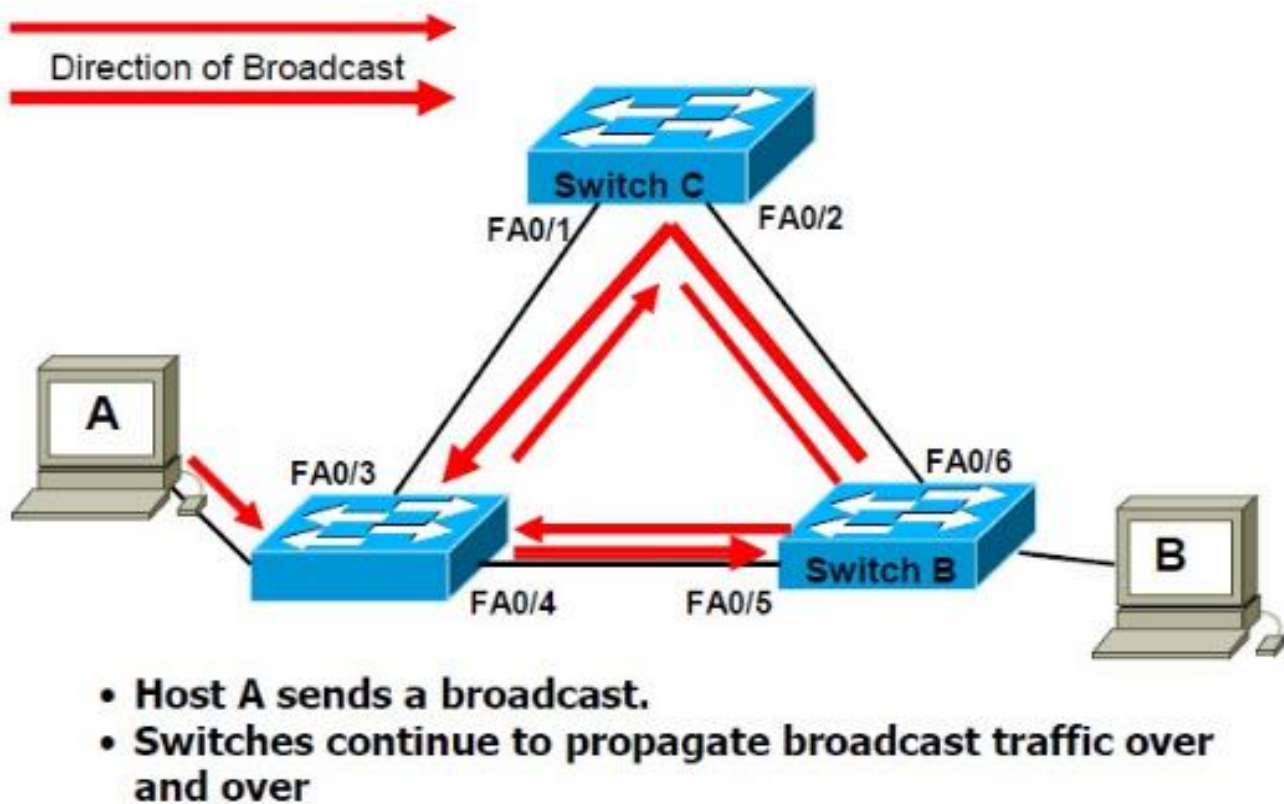 Direction of Broadcast
Switch C
FA0/1
FA0/2
A
FA0/3
FA0/6
B
Switch B
FA0/4
FA0/5
• Host A sends a broadcast.
• Switches continue to propagate broadcast traffic over
and over